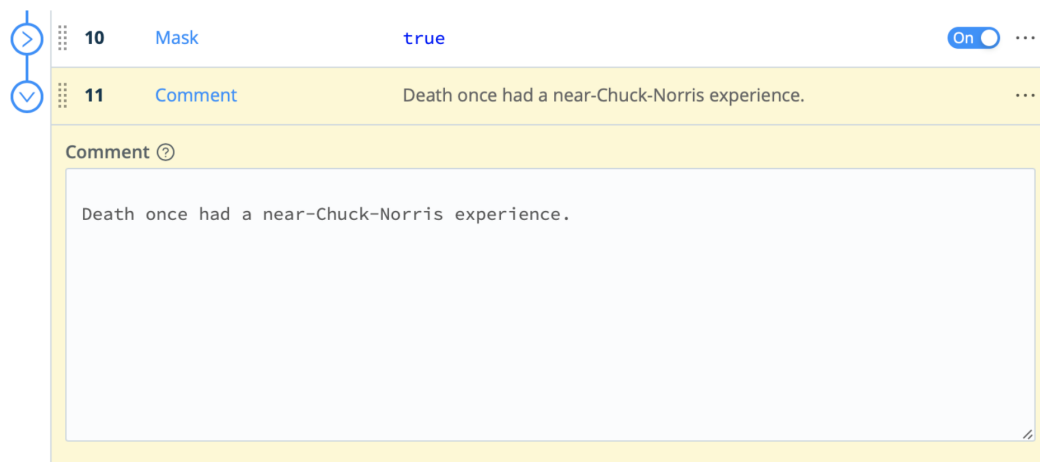 10 Mask true On ...
11 Comment Death once had a near-Chuck-Norris experience. ...
Comment ?
Death once had a near-Chuck-Norris experience.